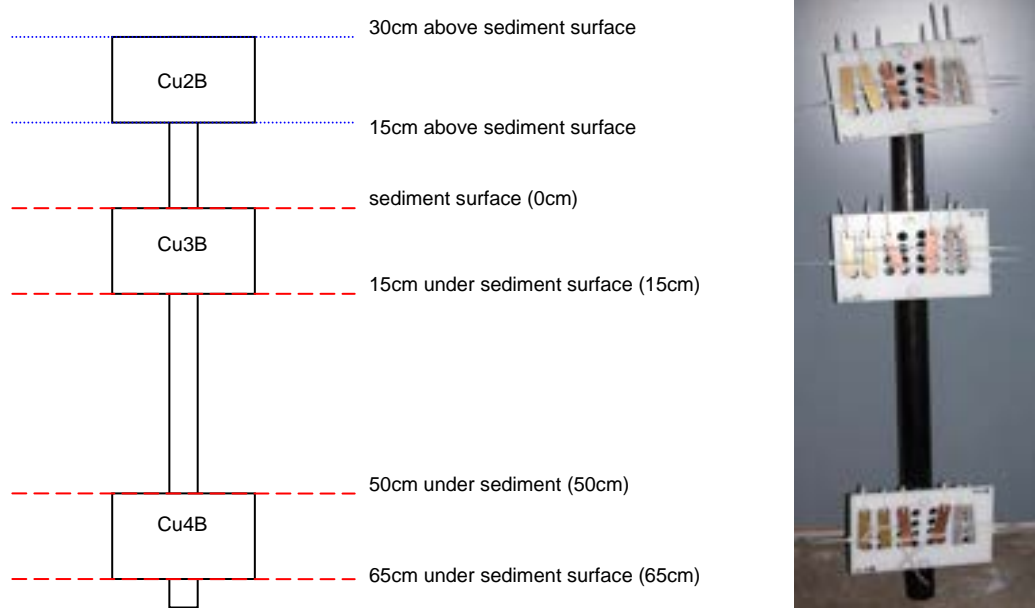 30cm above sediment surface
Cu2B
15cm above sediment surface
sediment surface (0cm)
Cu3B
15cm under sediment surface (15cm)
50cm under sediment (50cm)
Cu4B
65cm under sediment surface (65cm)